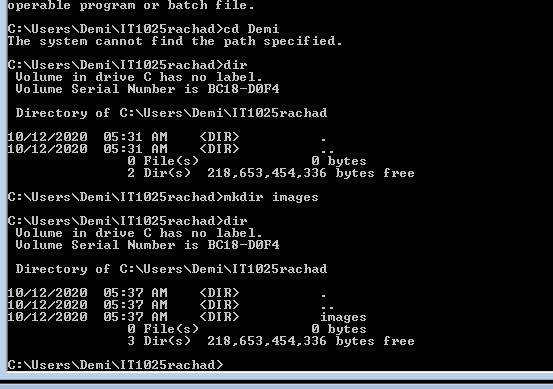 operable program or batch file.
C:\Users\Demi\IT1025rachad>cd Demi
The system cannot find the path specified.
C:\Users\Demi\IT1025rachad>dir
Volume in drive C has no label.
Volume Serial Number is BC18-D0F4
Directory of C:\Users\Demi\IT1025rachad
10/12/2020 05:31 AM <DIR> .
10/12/2020 05:31 AM <DIR> ..
0 File(s) 0 bytes
2 Dir(s) 218,653,454,336 bytes free
C:\Users\Demi\IT1025rachad>mkdir images
C:\Users\Demi\IT1025rachad>dir
Volume in drive C has no label.
Volume Serial Number is BC18-D0F4
Directory of C:\Users\Demi\IT1025rachad
10/12/2020 05:37 AM <DIR> .
10/12/2020 05:37 AM <DIR> ..
10/12/2020 05:37 AM <DIR> images
0 File(s) 0 bytes
3 Dir(s) 218,653,454,336 bytes free
C:\Users\Demi\IT1025rachad>